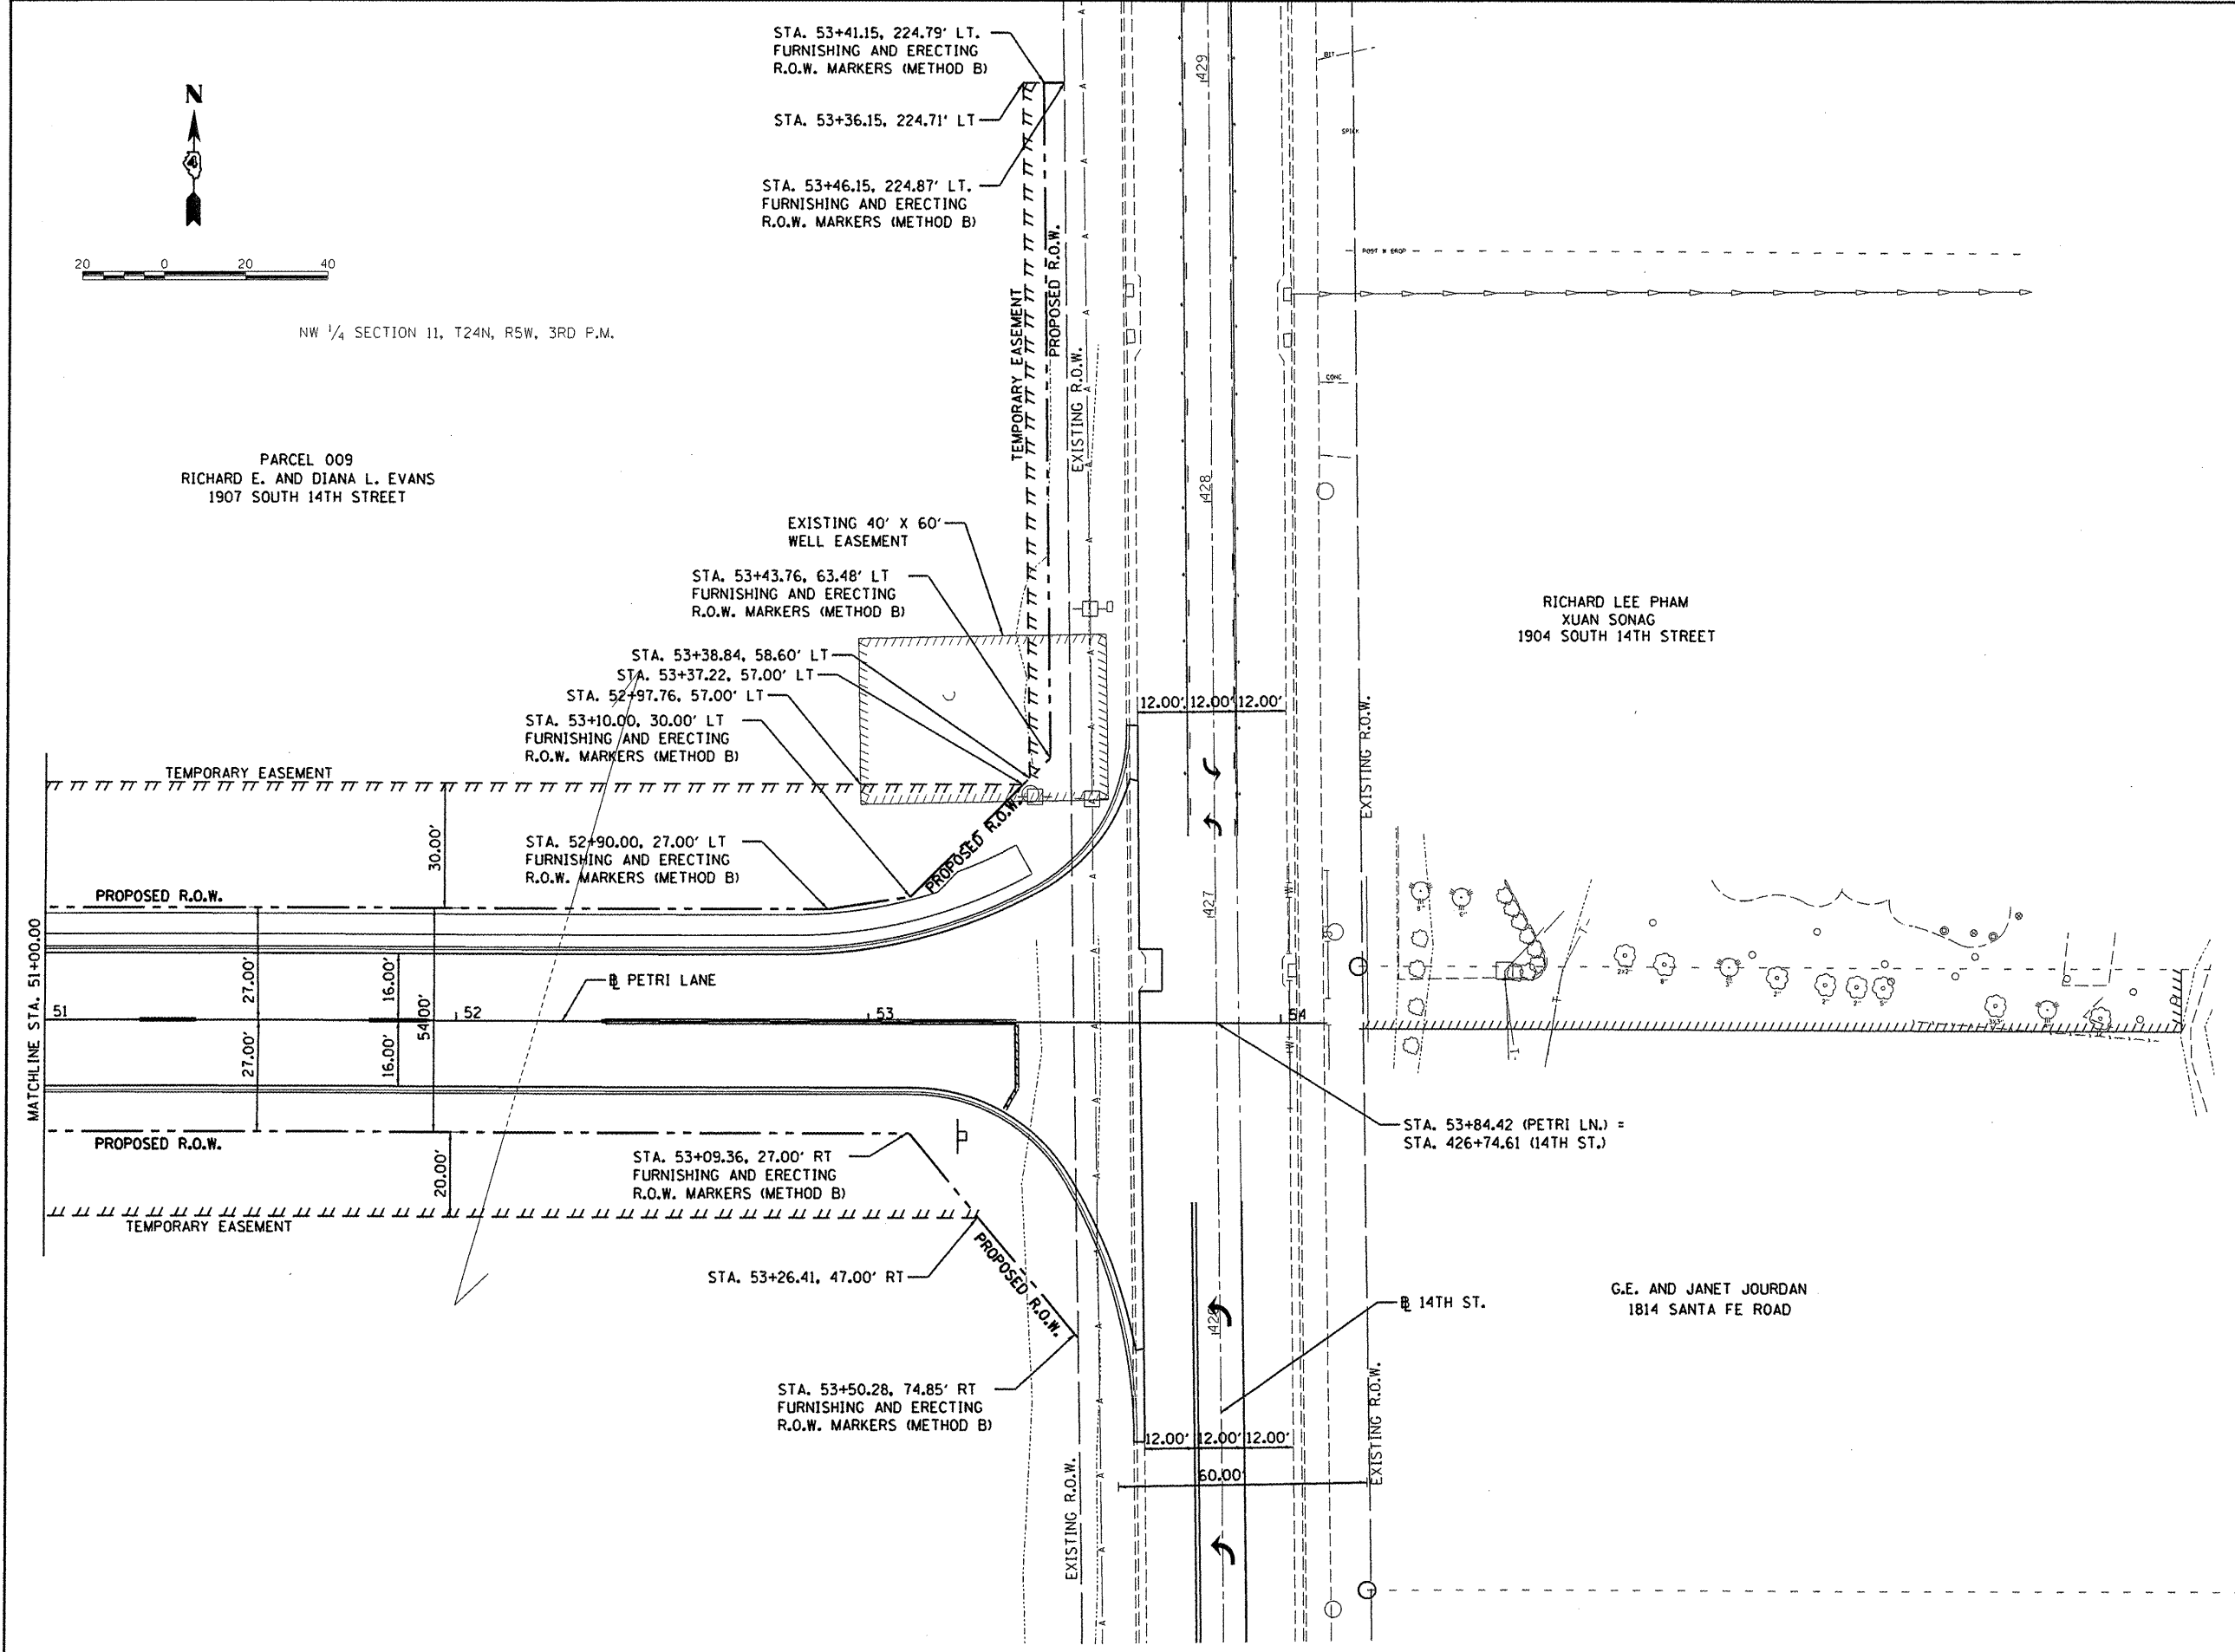 STA. 53+41.15, 224.79' LT.
FURNISHING AND ERECTING
R.O.W. MARKERS (METHOD B)
STA. 53+36.15, 224.71' LT
STA. 53+46.15, 224.87' LT.
FURNISHING AND ERECTING
R.O.W. MARKERS (METHOD B)
N
4
20 0 20 40
NW 1/4 SECTION 11, T24N, R5W, 3RD P.M.
PARCEL 009
RICHARD E. AND DIANA L. EVANS
1907 SOUTH 14TH STREET
TEMPORARY EASEMENT
PROPOSED R.O.W.
EXISTING R.O.W.
429
428
427
BIT
POST N DROP
CONC
EXISTING 40' X 60'
WELL EASEMENT
STA. 53+43.76, 63.48' LT
FURNISHING AND ERECTING
R.O.W. MARKERS (METHOD B)
STA. 53+38.84, 58.60' LT
STA. 53+37.22, 57.00' LT
STA. 52+97.76, 57.00' LT
STA. 53+10.00, 30.00' LT
FURNISHING AND ERECTING
R.O.W. MARKERS (METHOD B)
RICHARD LEE PHAM
XUAN SONAG
1904 SOUTH 14TH STREET
12.00' 12.00' 12.00'
EXISTING R.O.W.
TEMPORARY EASEMENT
30.00'
STA. 52+90.00, 27.00' LT
FURNISHING AND ERECTING
R.O.W. MARKERS (METHOD B)
PROPOSED R.O.W.
PROPOSED R.O.W.
MATCHLINE STA. 51+00.00
27.00'
16.00'
54.00'
BL PETRI LANE
51 52 53 54
27.00'
16.00'
PROPOSED R.O.W.
20.00'
TEMPORARY EASEMENT
STA. 53+09.36, 27.00' RT
FURNISHING AND ERECTING
R.O.W. MARKERS (METHOD B)
STA. 53+84.42 (PETRI LN.) =
STA. 426+74.61 (14TH ST.)
STA. 53+26.41, 47.00' RT
PROPOSED R.O.W.
BL 14TH ST.
G.E. AND JANET JOURDAN
1814 SANTA FE ROAD
STA. 53+50.28, 74.85' RT
FURNISHING AND ERECTING
R.O.W. MARKERS (METHOD B)
12.00' 12.00' 12.00'
60.00'
EXISTING R.O.W.
EXISTING R.O.W.